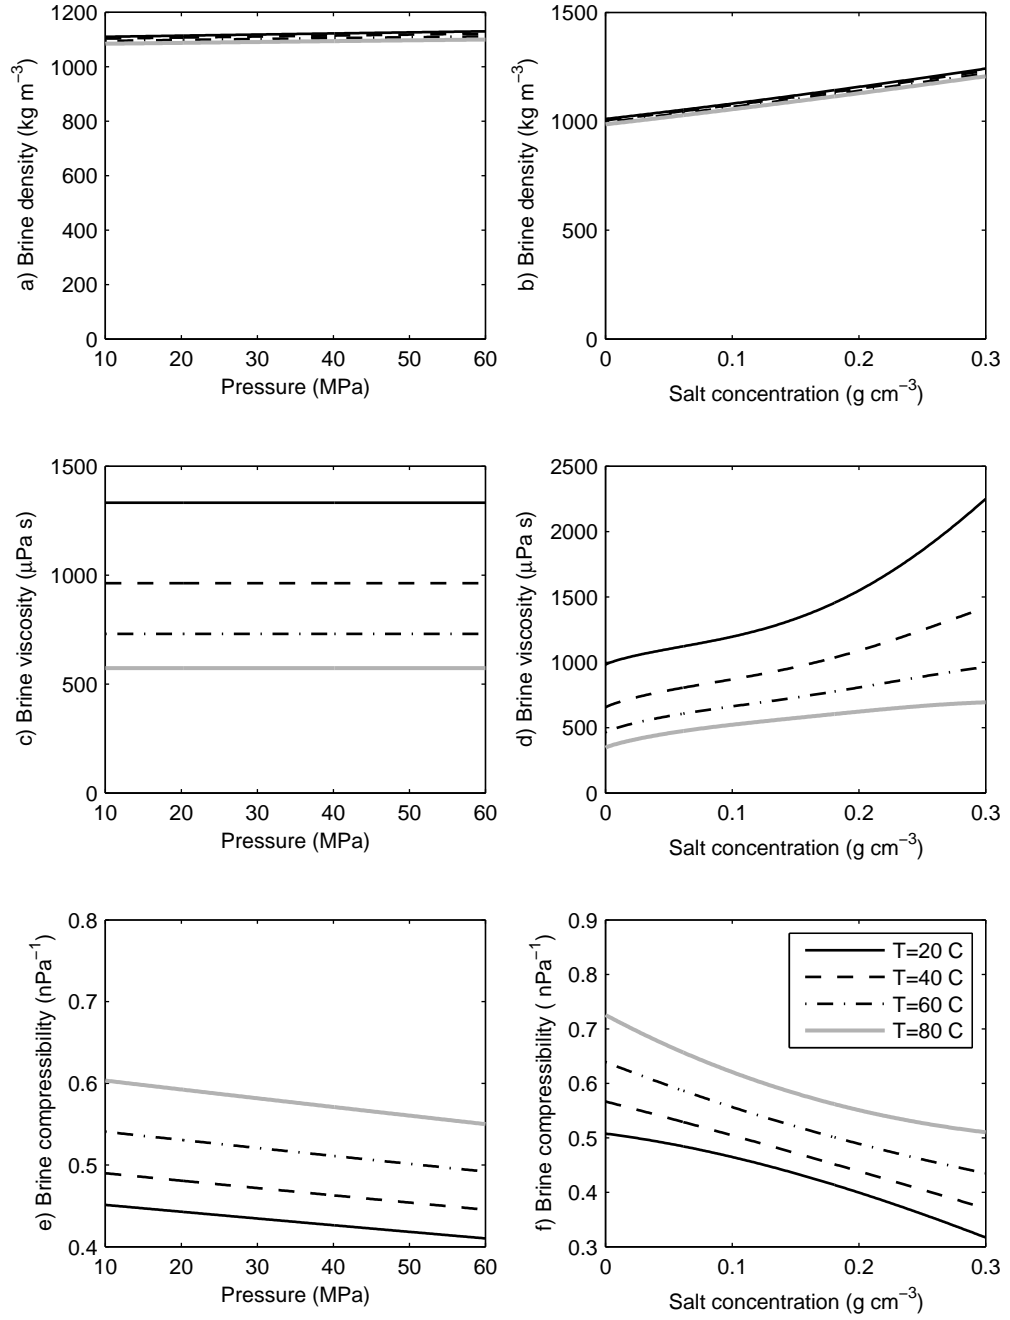 1200
1000
800
600
400
200
0
a) Brine density (kg m−3)
10 20 30 40 50 60
Pressure (MPa)
1500
1000
500
0
b) Brine density (kg m−3)
0 0.1 0.2 0.3
Salt concentration (g cm−3)
1500
1000
500
0
c) Brine viscosity (μPa s)
10 20 30 40 50 60
Pressure (MPa)
2500
2000
1500
1000
500
0
d) Brine viscosity (μPa s)
0 0.1 0.2 0.3
Salt concentration (g cm−3)
0.8
0.7
0.6
0.5
0.4
e) Brine compressibility (nPa−1)
10 20 30 40 50 60
Pressure (MPa)
0.9
0.8
0.7
0.6
0.5
0.4
0.3
f) Brine compressibility ( nPa−1)
T=20 C
T=40 C
T=60 C
T=80 C
0 0.1 0.2 0.3
Salt concentration (g cm−3)